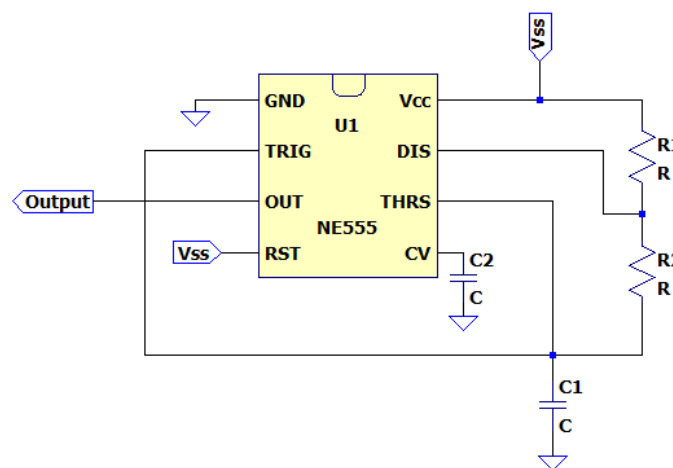 Vss
GND
Vcc
U1
TRIG
DIS
R1
R
Output
OUT
THRS
NE555
Vss
RST
CV
C2
C
R2
R
C1
C